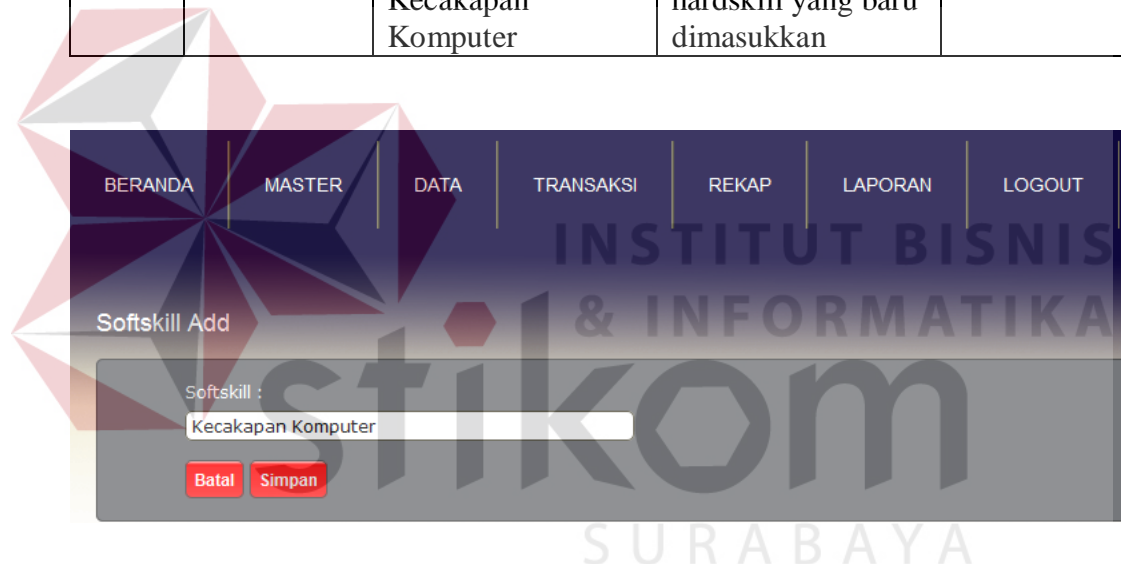 Kecakapan
Komputer
hardskill yang baru
dimasukkan
BERANDA MASTER DATA TRANSAKSI REKAP LAPORAN LOGOUT
INSTITUT BISNIS
& INFORMATIKA
Softskill Add
stikom
Softskill :
Kecakapan Komputer
Batal Simpan
SURABAYA